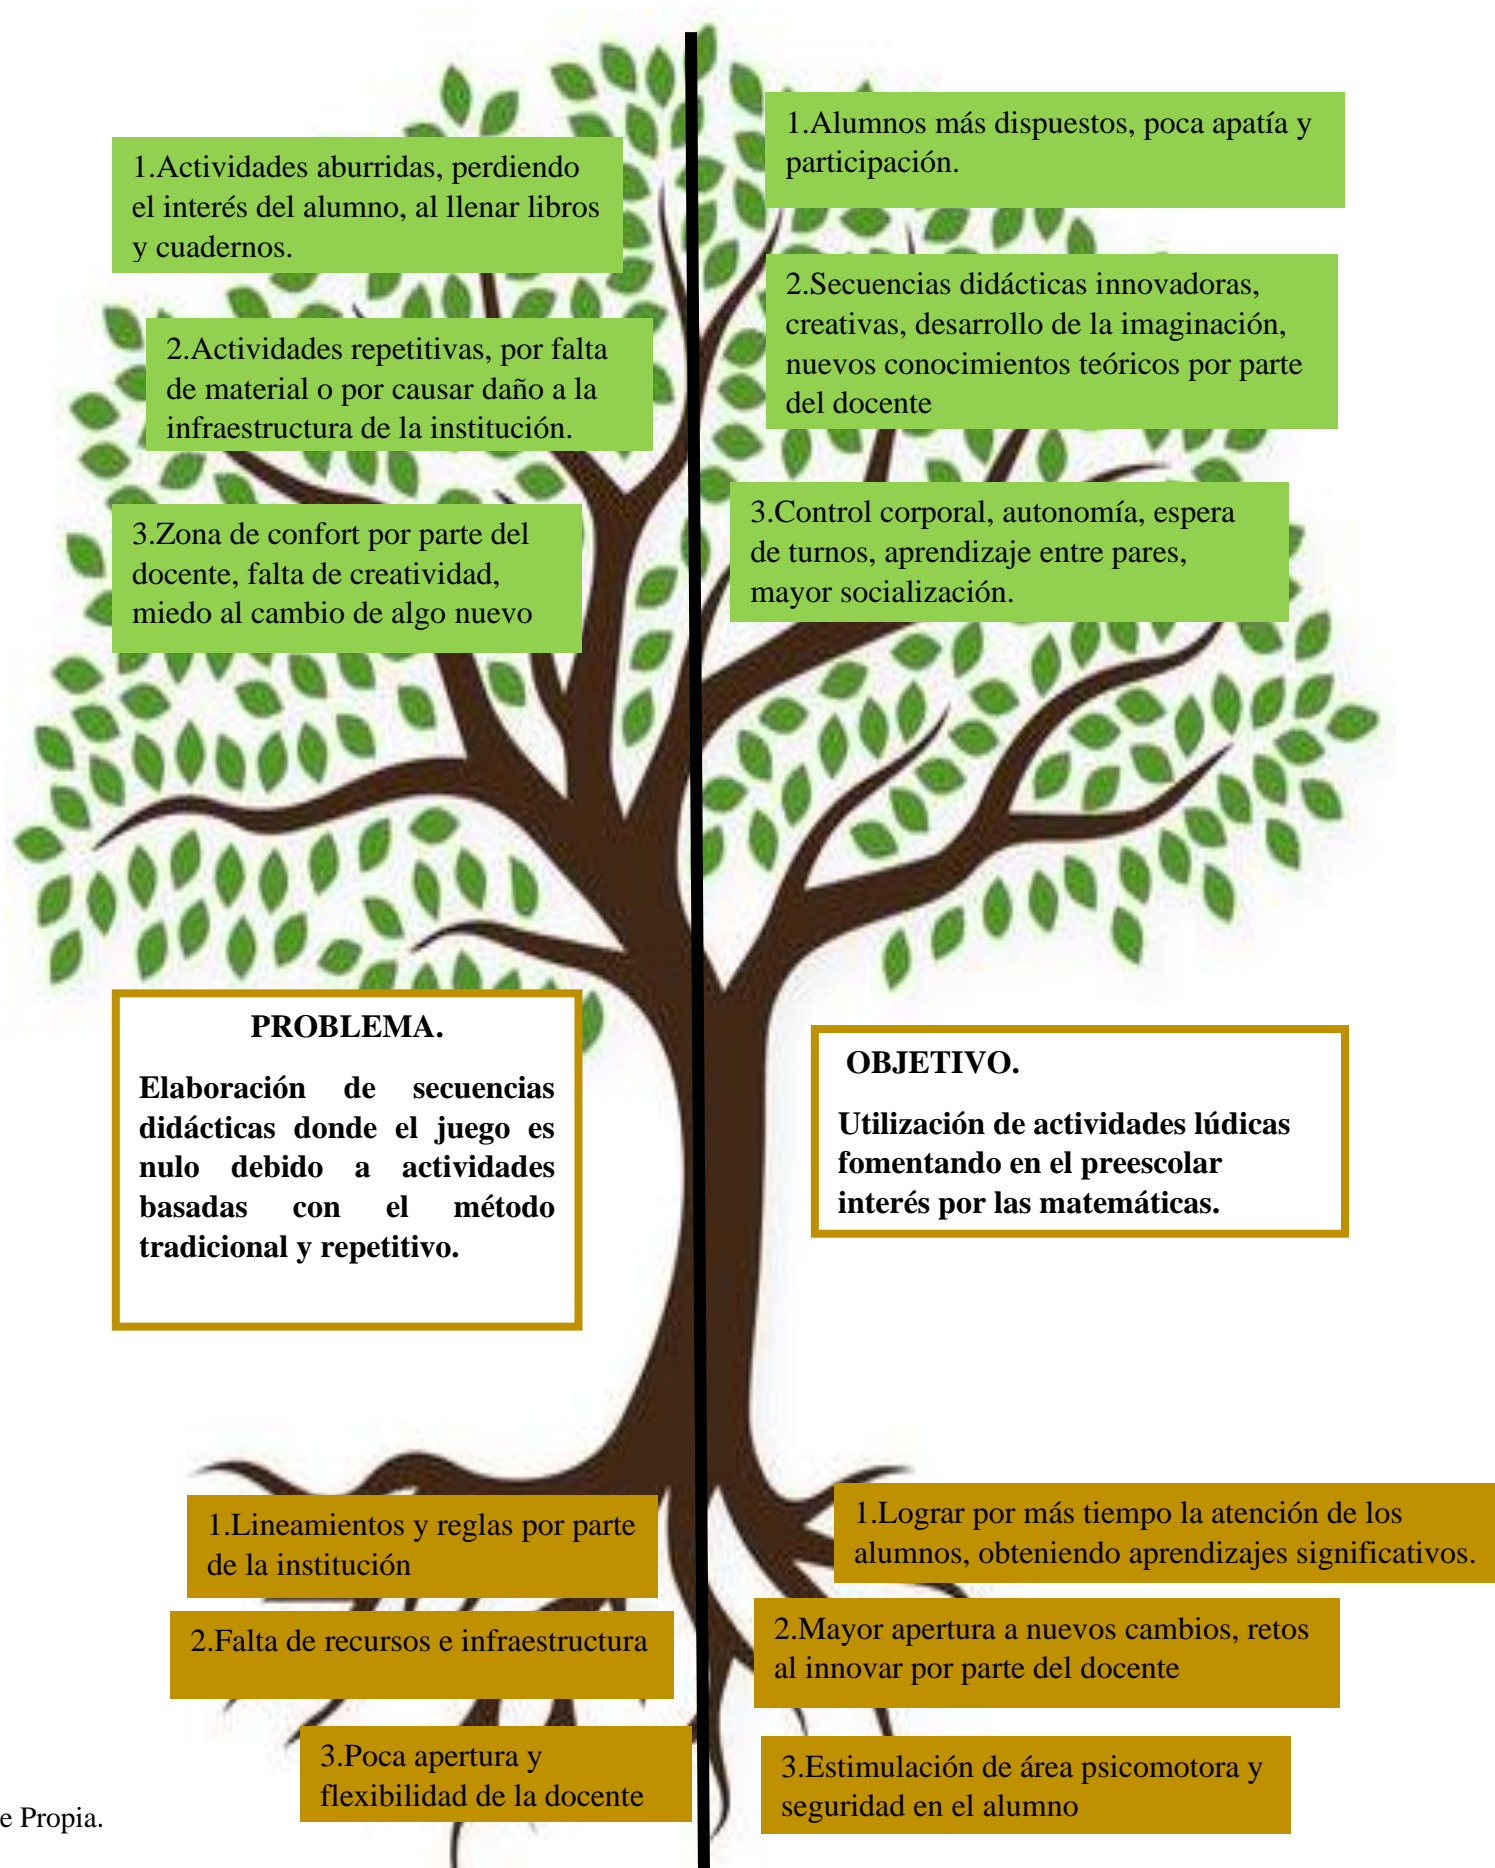 1.Actividades aburridas, perdiendo
el interés del alumno, al llenar libros
y cuadernos.
2.Actividades repetitivas, por falta
de material o por causar daño a la
infraestructura de la institución.
3.Zona de confort por parte del
docente, falta de creatividad,
miedo al cambio de algo nuevo
1.Alumnos más dispuestos, poca apatía y
participación.
2.Secuencias didácticas innovadoras,
creativas, desarrollo de la imaginación,
nuevos conocimientos teóricos por parte
del docente
3.Control corporal, autonomía, espera
de turnos, aprendizaje entre pares,
mayor socialización.
PROBLEMA.
Elaboración de secuencias
didácticas donde el juego es
nulo debido a actividades
basadas con el método
tradicional y repetitivo.
OBJETIVO.
Utilización de actividades lúdicas
fomentando en el preescolar
interés por las matemáticas.
1.Lineamientos y reglas por parte
de la institución
2.Falta de recursos e infraestructura
3.Poca apertura y
flexibilidad de la docente
1.Lograr por más tiempo la atención de los
alumnos, obteniendo aprendizajes significativos.
2.Mayor apertura a nuevos cambios, retos
al innovar por parte del docente
3.Estimulación de área psicomotora y
seguridad en el alumno
e Propia.